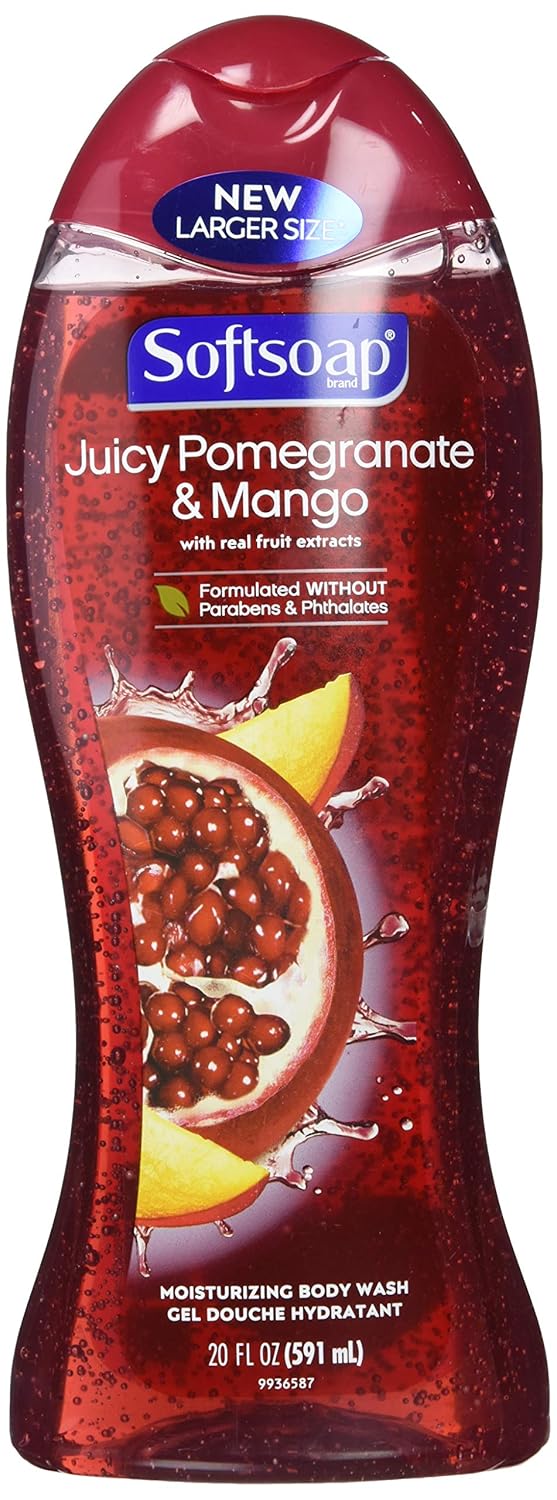 NEW
LARGER SIZE*
Softsoap®
brand
Juicy Pomegranate
& Mango
with real fruit extracts
Formulated WITHOUT
Parabens & Phthalates
MOISTURIZING BODY WASH
GEL DOUCHE HYDRATANT
20 FL OZ (591 mL)
9936587